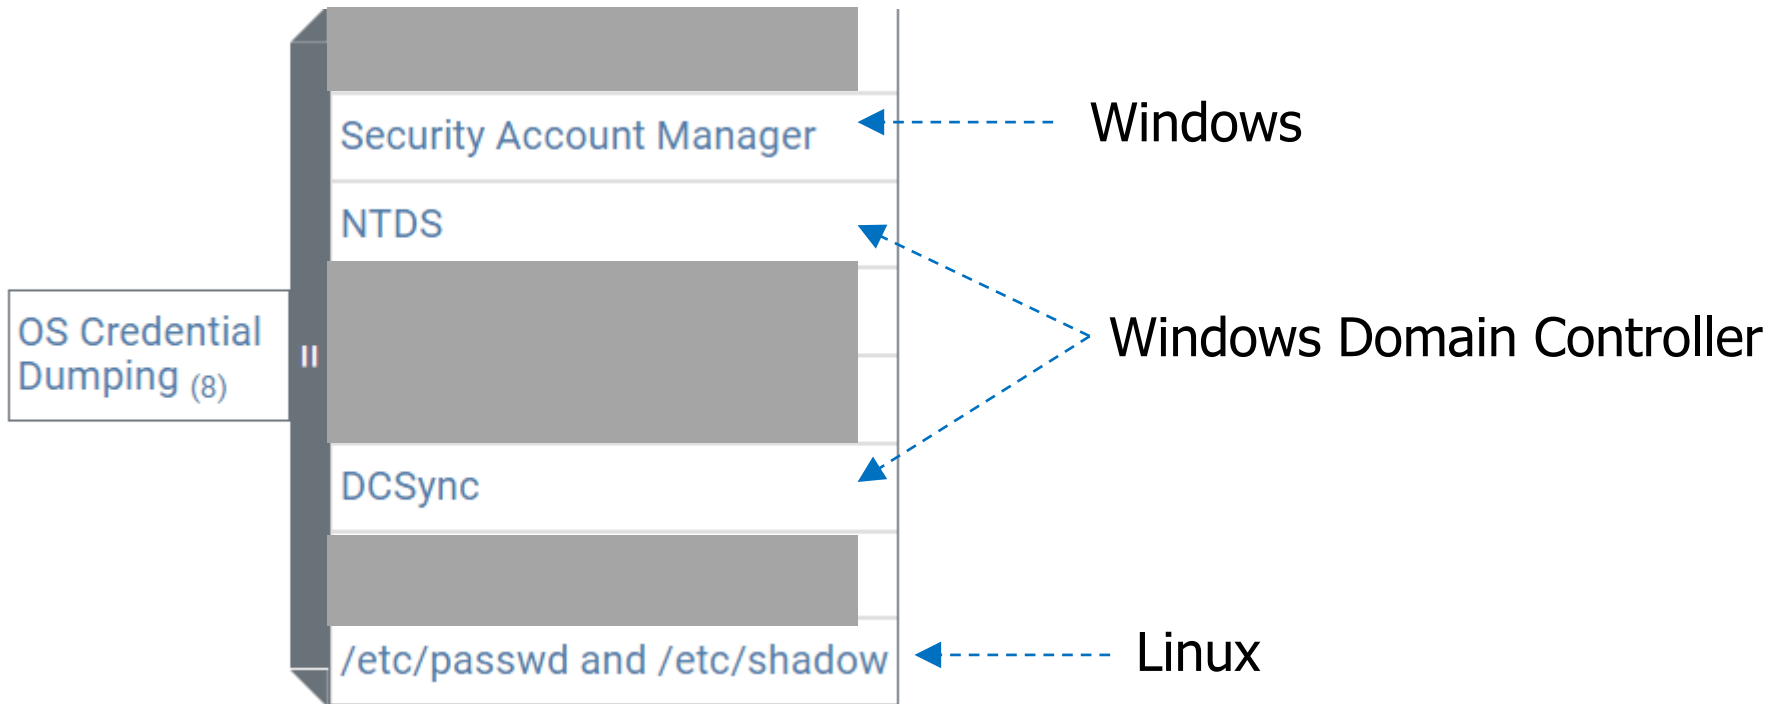 Security Account Manager
Windows
NTDS
OS Credential
Dumping (8)
II
Windows Domain Controller
DCSync
/etc/passwd and /etc/shadow
Linux